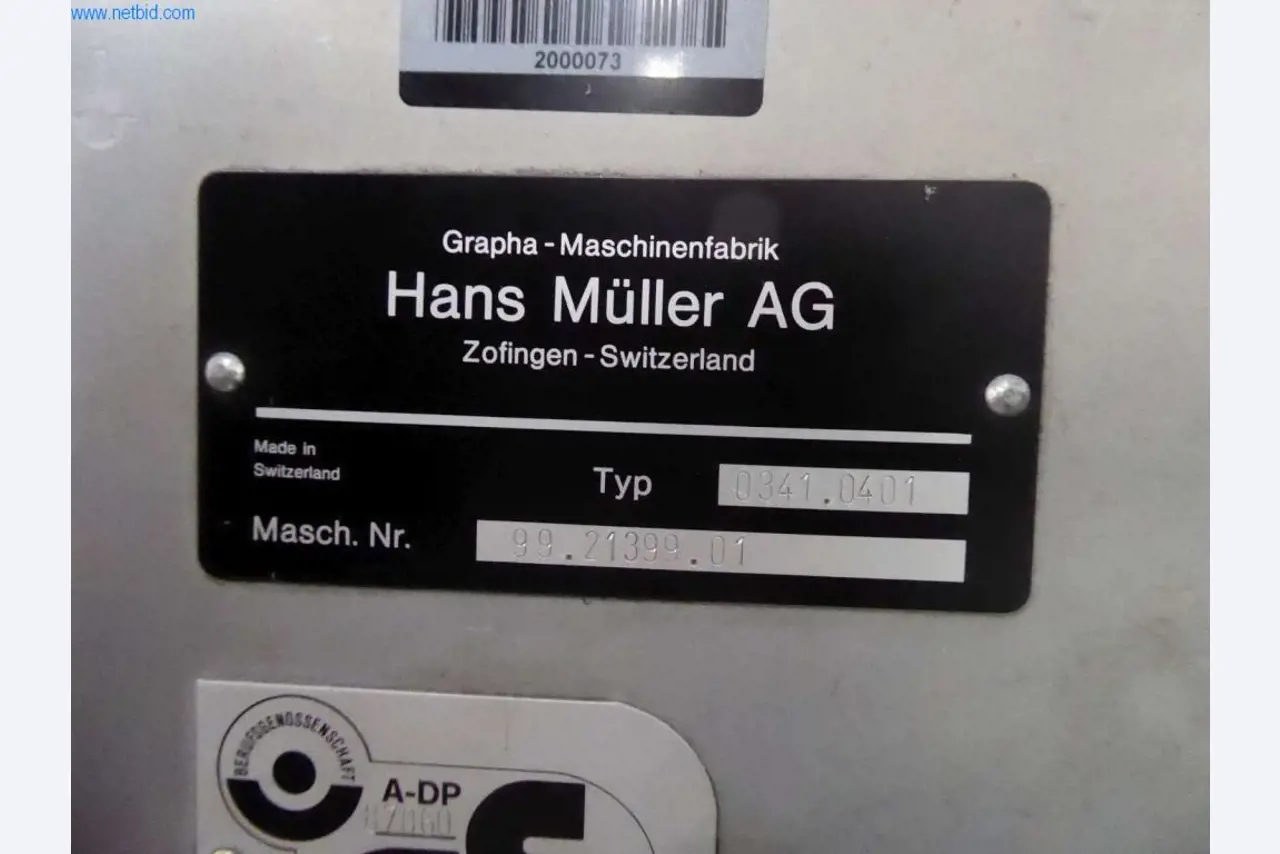 www.netbid.com
2000073
Grapha - Maschinenfabrik
Hans Müller AG
Zofingen - Switzerland
Made in
Switzerland
Typ 0341.0401
Masch. Nr. 99.21399.01
BERUFSGENOSSENSCHAFT
A-DP